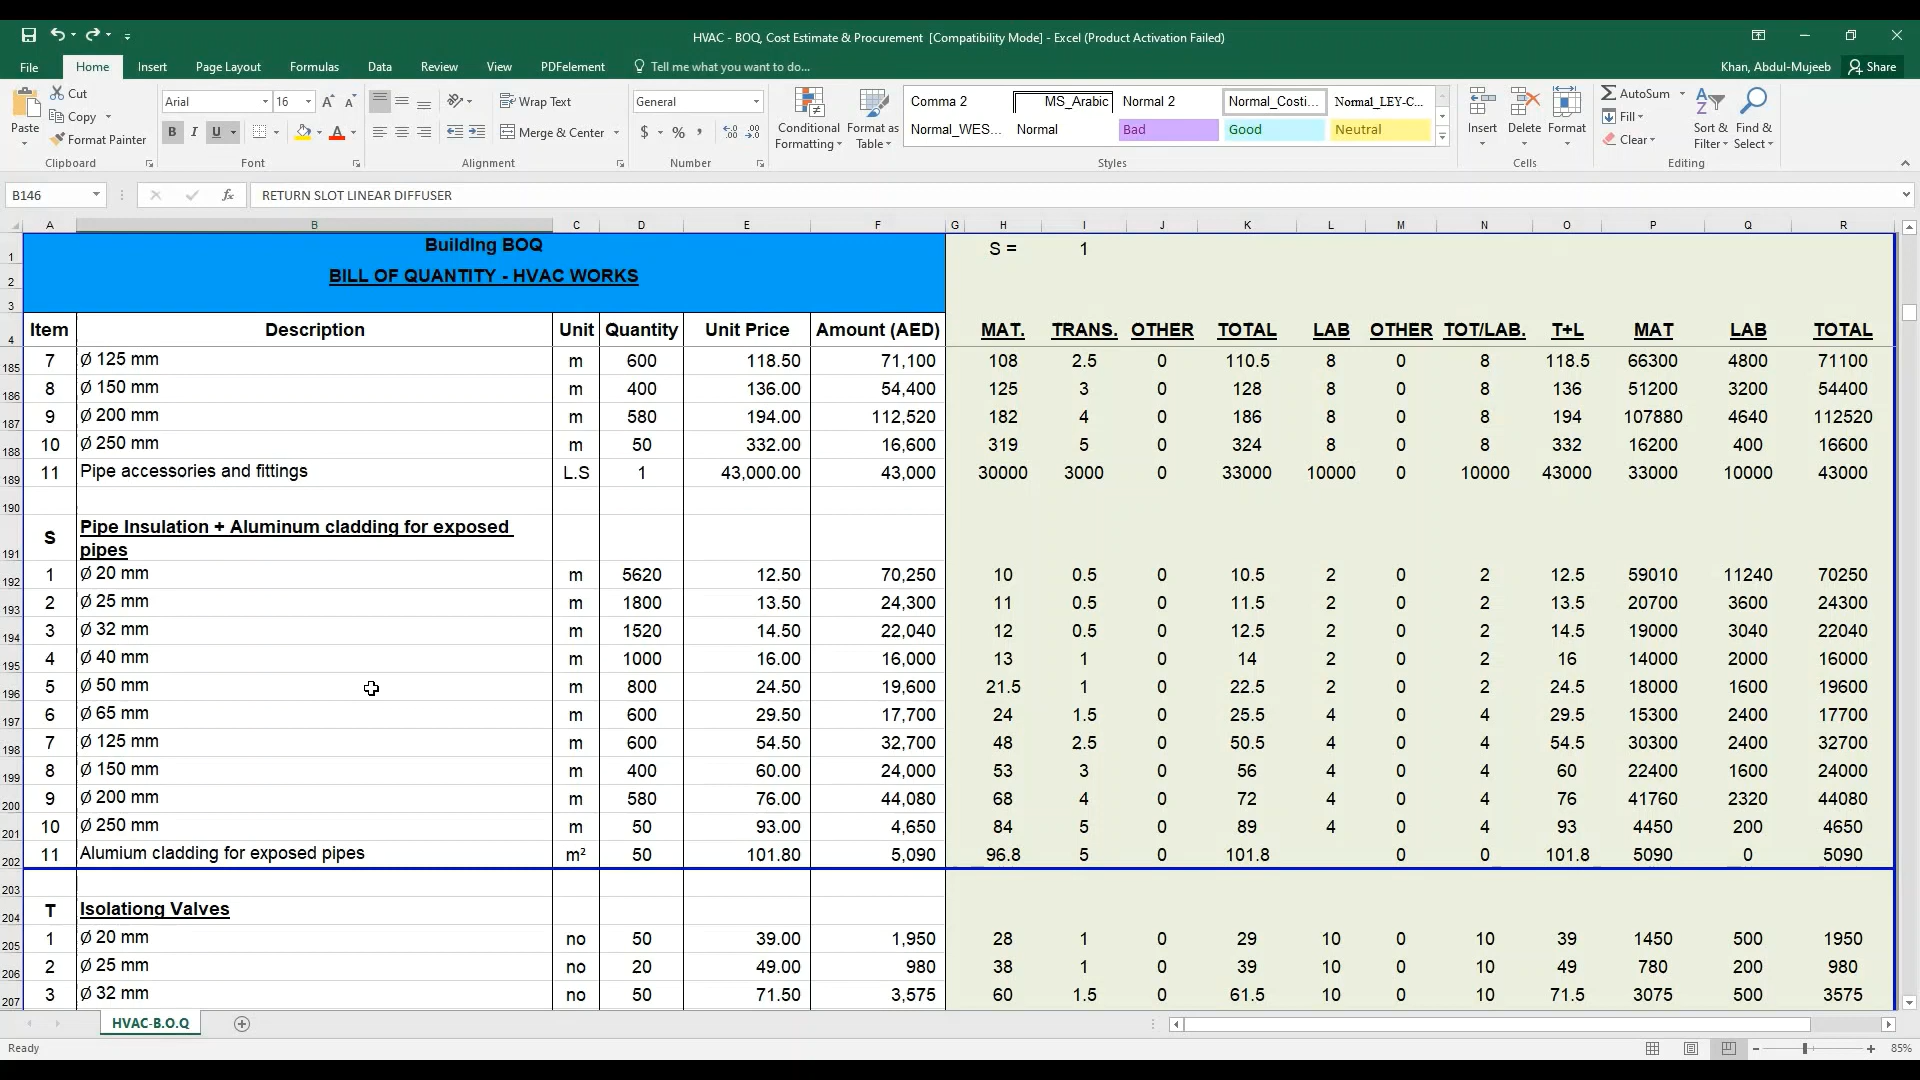 HVAC - BOQ, Cost Estimate & Procurement [Compatibility Mode] - Excel (Product Activation Failed)
File Home Insert Page Layout Formulas Data Review View PDFelement Tell me what you want to do... Khan, Abdul-Mujeeb Share
Paste Cut Copy Format Painter Clipboard
Arial 16 A A B I U A Font
Wrap Text Merge & Center Alignment
General $ % , Number
Conditional Formatting Format as Table
Comma 2 MS_Arabic Normal 2 Normal_Costi... Normal_LEY-C...
Normal_WES... Normal Bad Good Neutral
Styles
Insert Delete Format Cells
AutoSum Fill Clear Sort & Filter Find & Select Editing
B146 fx RETURN SLOT LINEAR DIFFUSER
A B C D E F G H I J K L M N O P Q R
1 BuildIng BOQ S = 1
2 BILL OF QUANTITY - HVAC WORKS
3
4 Item Description Unit Quantity Unit Price Amount (AED) MAT. TRANS. OTHER TOTAL LAB OTHER TOT/LAB. T+L MAT LAB TOTAL
185 7 Ø 125 mm m 600 118.50 71,100 108 2.5 0 110.5 8 0 8 118.5 66300 4800 71100
186 8 Ø 150 mm m 400 136.00 54,400 125 3 0 128 8 0 8 136 51200 3200 54400
187 9 Ø 200 mm m 580 194.00 112,520 182 4 0 186 8 0 8 194 107880 4640 112520
188 10 Ø 250 mm m 50 332.00 16,600 319 5 0 324 8 0 8 332 16200 400 16600
189 11 Pipe accessories and fittings L.S 1 43,000.00 43,000 30000 3000 0 33000 10000 0 10000 43000 33000 10000 43000
190
191 S Pipe Insulation + Aluminum cladding for exposed
pipes
192 1 Ø 20 mm m 5620 12.50 70,250 10 0.5 0 10.5 2 0 2 12.5 59010 11240 70250
193 2 Ø 25 mm m 1800 13.50 24,300 11 0.5 0 11.5 2 0 2 13.5 20700 3600 24300
194 3 Ø 32 mm m 1520 14.50 22,040 12 0.5 0 12.5 2 0 2 14.5 19000 3040 22040
195 4 Ø 40 mm m 1000 16.00 16,000 13 1 0 14 2 0 2 16 14000 2000 16000
196 5 Ø 50 mm m 800 24.50 19,600 21.5 1 0 22.5 2 0 2 24.5 18000 1600 19600
197 6 Ø 65 mm m 600 29.50 17,700 24 1.5 0 25.5 4 0 4 29.5 15300 2400 17700
198 7 Ø 125 mm m 600 54.50 32,700 48 2.5 0 50.5 4 0 4 54.5 30300 2400 32700
199 8 Ø 150 mm m 400 60.00 24,000 53 3 0 56 4 0 4 60 22400 1600 24000
200 9 Ø 200 mm m 580 76.00 44,080 68 4 0 72 4 0 4 76 41760 2320 44080
201 10 Ø 250 mm m 50 93.00 4,650 84 5 0 89 4 0 4 93 4450 200 4650
202 11 Alumium cladding for exposed pipes m² 50 101.80 5,090 96.8 5 101.8 0 0 101.8 5090 0 5090
203
204 T Isolationg Valves
205 1 Ø 20 mm no 50 39.00 1,950 28 1 0 29 10 0 10 39 1450 500 1950
206 2 Ø 25 mm no 20 49.00 980 38 1 0 39 10 0 10 49 780 200 980
207 3 Ø 32 mm no 50 71.50 3,575 60 1.5 0 61.5 10 0 10 71.5 3075 500 3575
HVAC-B.O.Q
Ready 85%